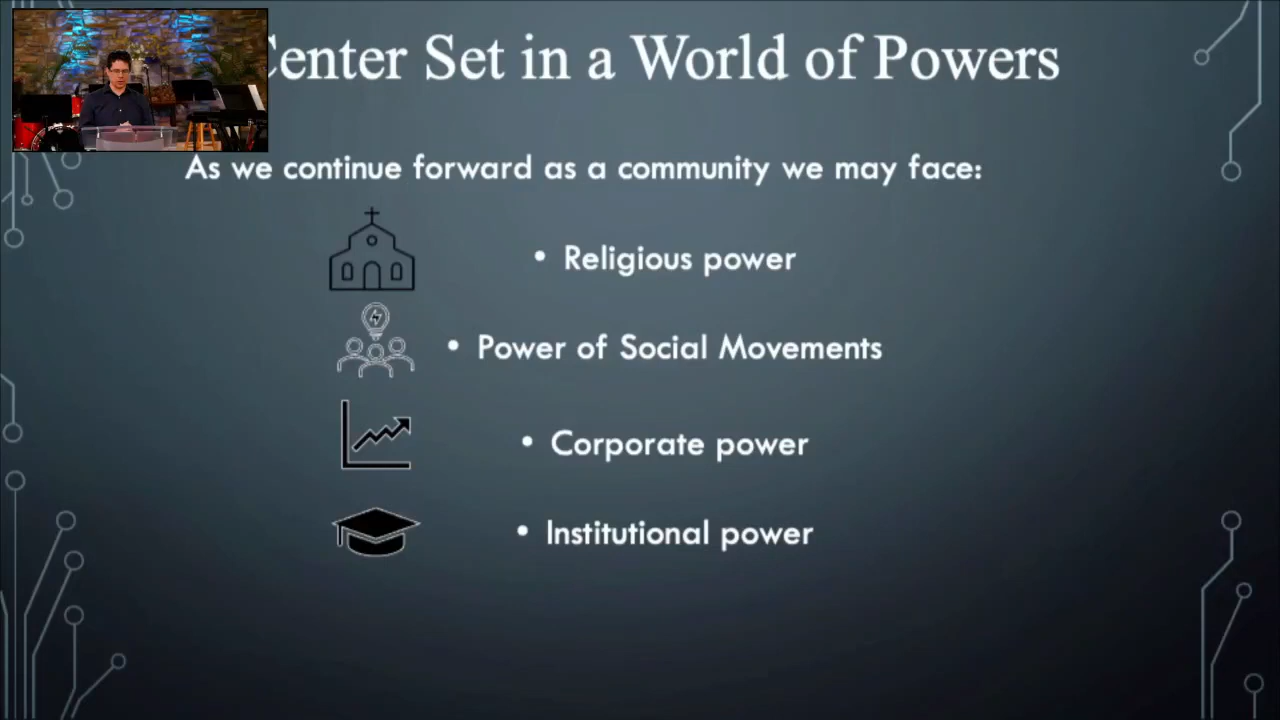 Center Set in a World of Powers
As we continue forward as a community we may face:
• Religious power
• Power of Social Movements
• Corporate power
• Institutional power